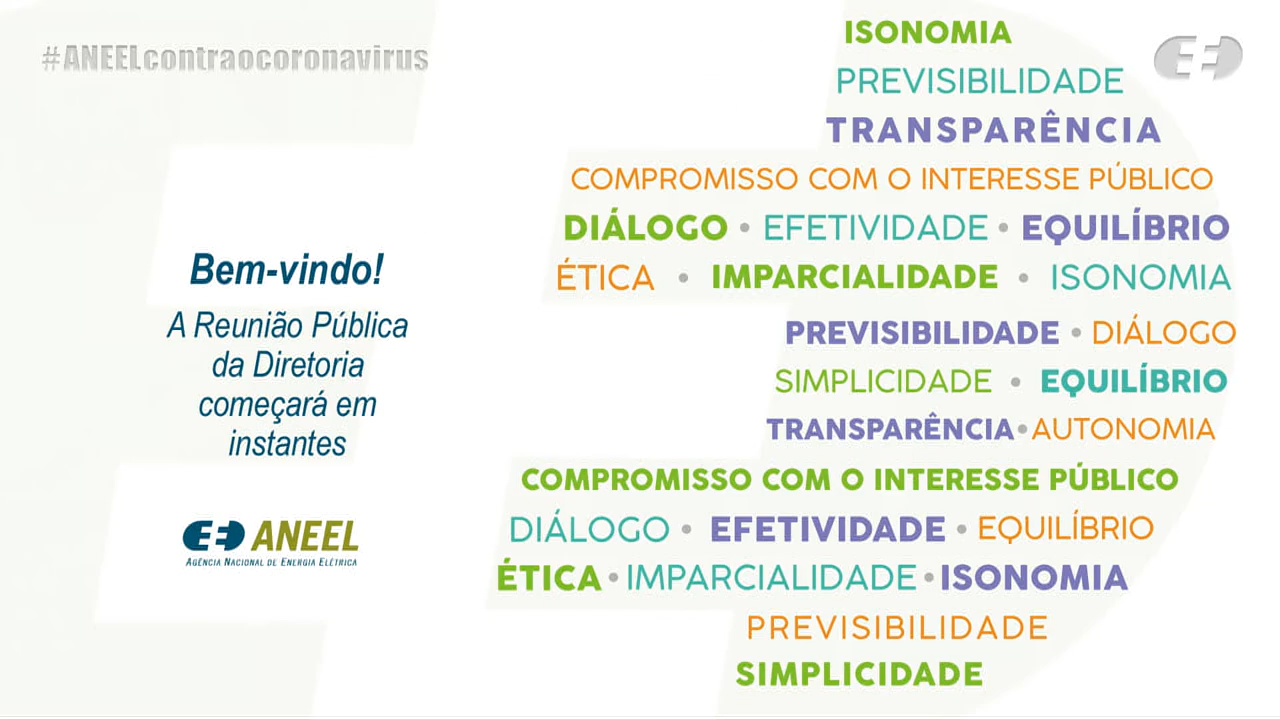 #ANEELcontraocoronavirus
Bem-vindo!
A Reunião Pública
da Diretoria
começará em
instantes
ANEEL
AGÊNCIA NACIONAL DE ENERGIA ELÉTRICA
ISONOMIA
PREVISIBILIDADE
TRANSPARÊNCIA
COMPROMISSO COM O INTERESSE PÚBLICO
DIÁLOGO • EFETIVIDADE • EQUILÍBRIO
ÉTICA • IMPARCIALIDADE • ISONOMIA
PREVISIBILIDADE • DIÁLOGO
SIMPLICIDADE • EQUILÍBRIO
TRANSPARÊNCIA • AUTONOMIA
COMPROMISSO COM O INTERESSE PÚBLICO
DIÁLOGO • EFETIVIDADE • EQUILÍBRIO
ÉTICA • IMPARCIALIDADE • ISONOMIA
PREVISIBILIDADE
SIMPLICIDADE